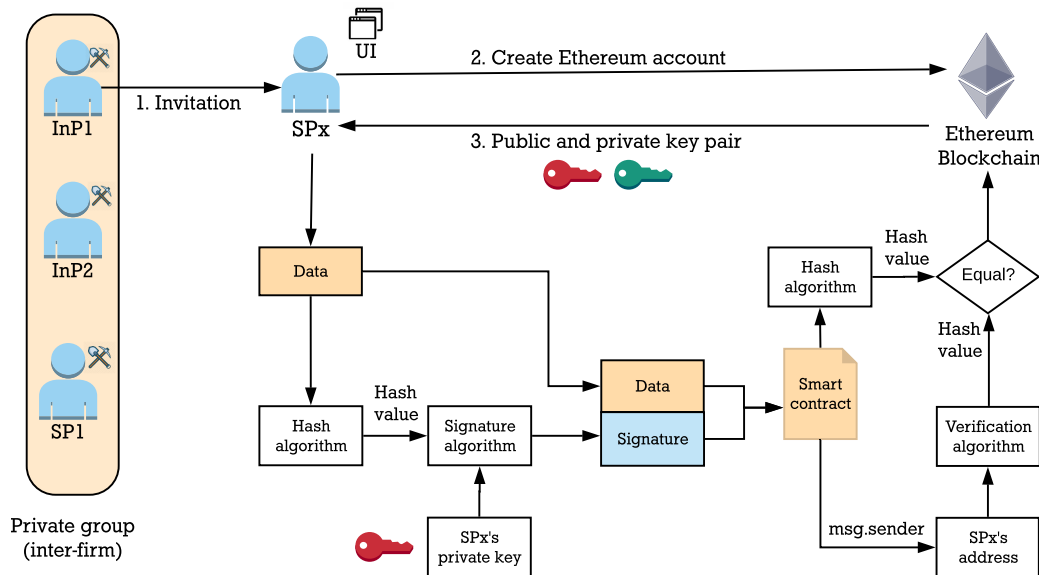 UI
2. Create Ethereum account
InP1
1. Invitation
SPx
3. Public and private key pair
Ethereum
Blockchain
InP2
SP1
Private group
(inter-firm)
Data
Hash
algorithm
Hash
value
Signature
algorithm
SPx's
private key
Data
Signature
Smart
contract
Hash
algorithm
Hash
value
Equal?
Hash
value
Verification
algorithm
msg.sender
SPx's
address